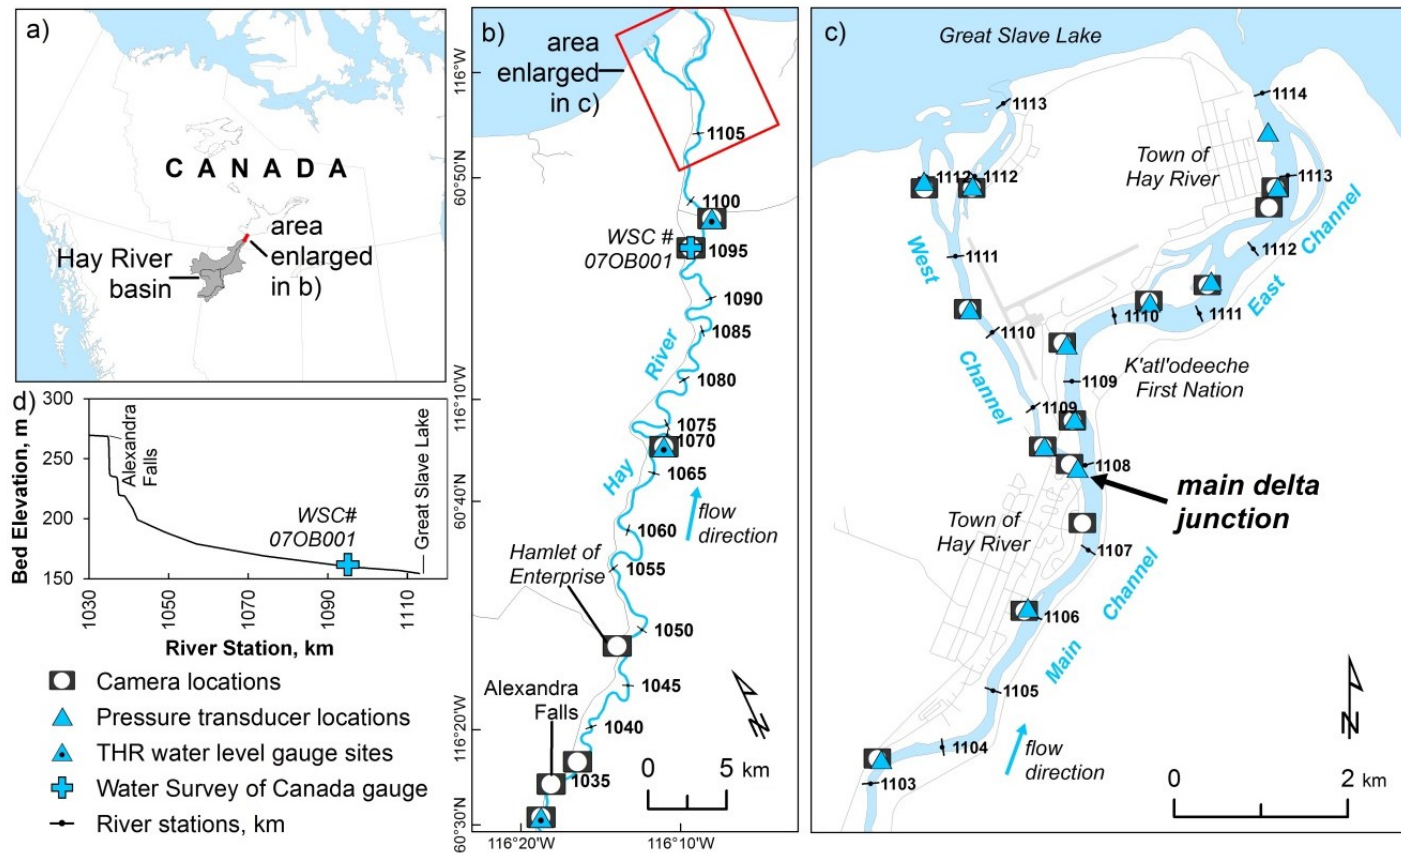 a)
C A N A D A
Hay River
basin
area
enlarged
in b)
b)
area
enlarged
in c)
116°W
60°50'N
116°10'W
60°40'N
116°20'W
60°30'N
116°20'W
116°10'W
1105
1100
WSC #
07OB001
1095
1090
1085
River
1080
1075
1070
1065
Hay
flow
direction
1060
Hamlet of
Enterprise
1055
1050
1045
Alexandra
Falls
1040
1035
N
0 5 km
c)
Great Slave Lake
1113
1114
Town of
Hay River
1112
1112
1113
West
Channel
1111
1112
East
Channel
1110
1110
1111
K'atl'odeeche
First Nation
1109
1109
1108
main delta
junction
Town of
Hay River
1107
1106
Main
Channel
1105
1104
flow
direction
1103
N
0 2 km
d)
Bed Elevation, m
300
250
200
150
Alexandra
Falls
WSC#
07OB001
Great Slave Lake
1030
1050
1070
1090
1110
River Station, km
Camera locations
Pressure transducer locations
THR water level gauge sites
Water Survey of Canada gauge
River stations, km